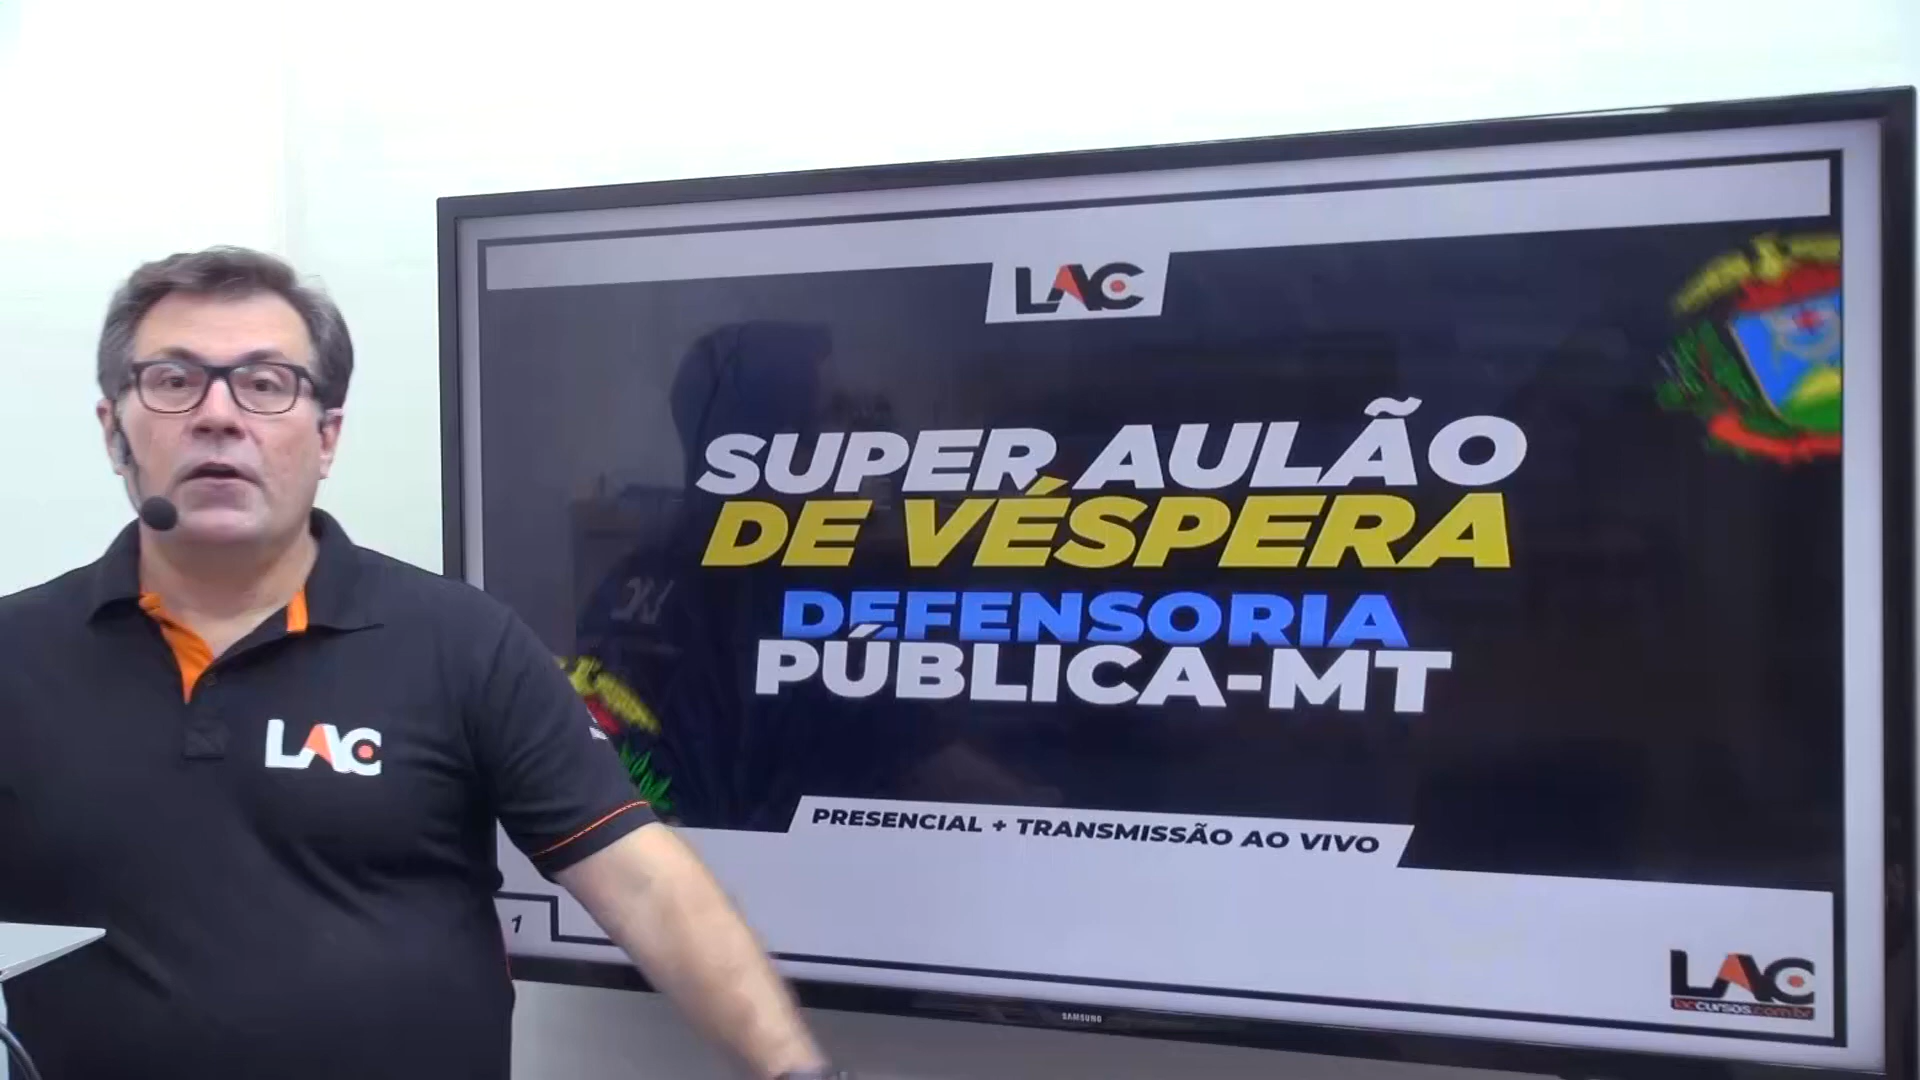 LAC
SUPER AULÃO
DE VÉSPERA
DEFENSORIA
PÚBLICA-MT
PRESENCIAL + TRANSMISSÃO AO VIVO
LAC
1
LAC
laccursos.com.br
SAMSUNG